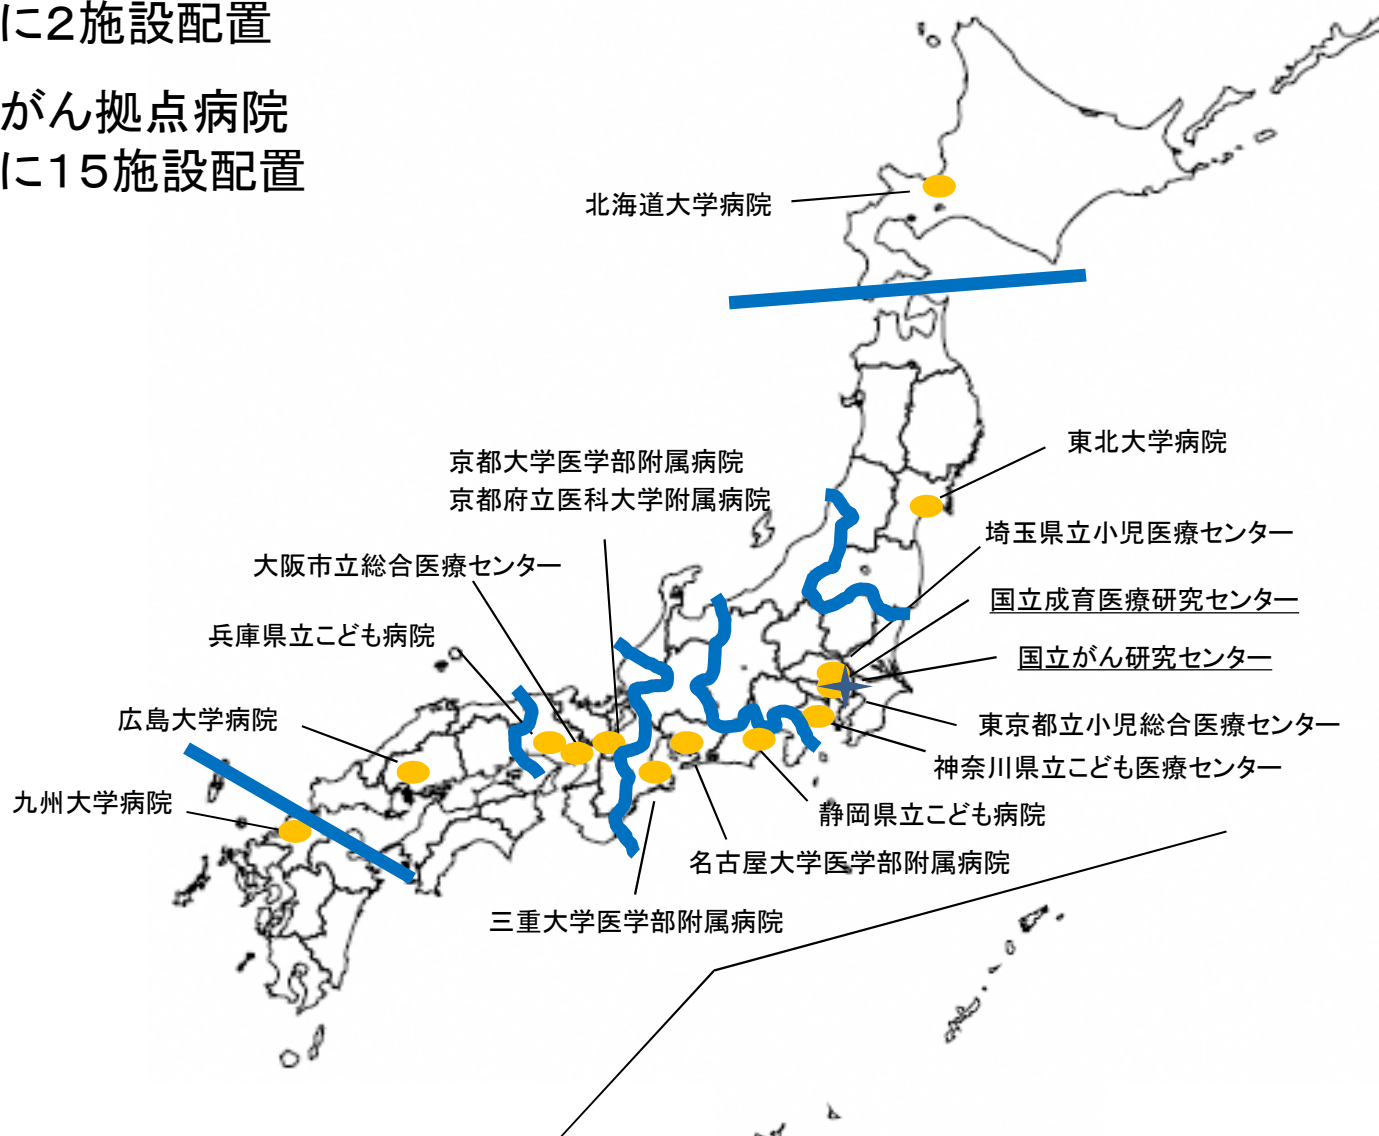 に2施設配置
がん拠点病院
に15施設配置
北海道大学病院
東北大学病院
京都大学医学部附属病院
京都府立医科大学附属病院
埼玉県立小児医療センター
大阪市立総合医療センター
国立成育医療研究センター
兵庫県立こども病院
国立がん研究センター
広島大学病院
東京都立小児総合医療センター
神奈川県立こども医療センター
九州大学病院
静岡県立こども病院
名古屋大学医学部附属病院
三重大学医学部附属病院